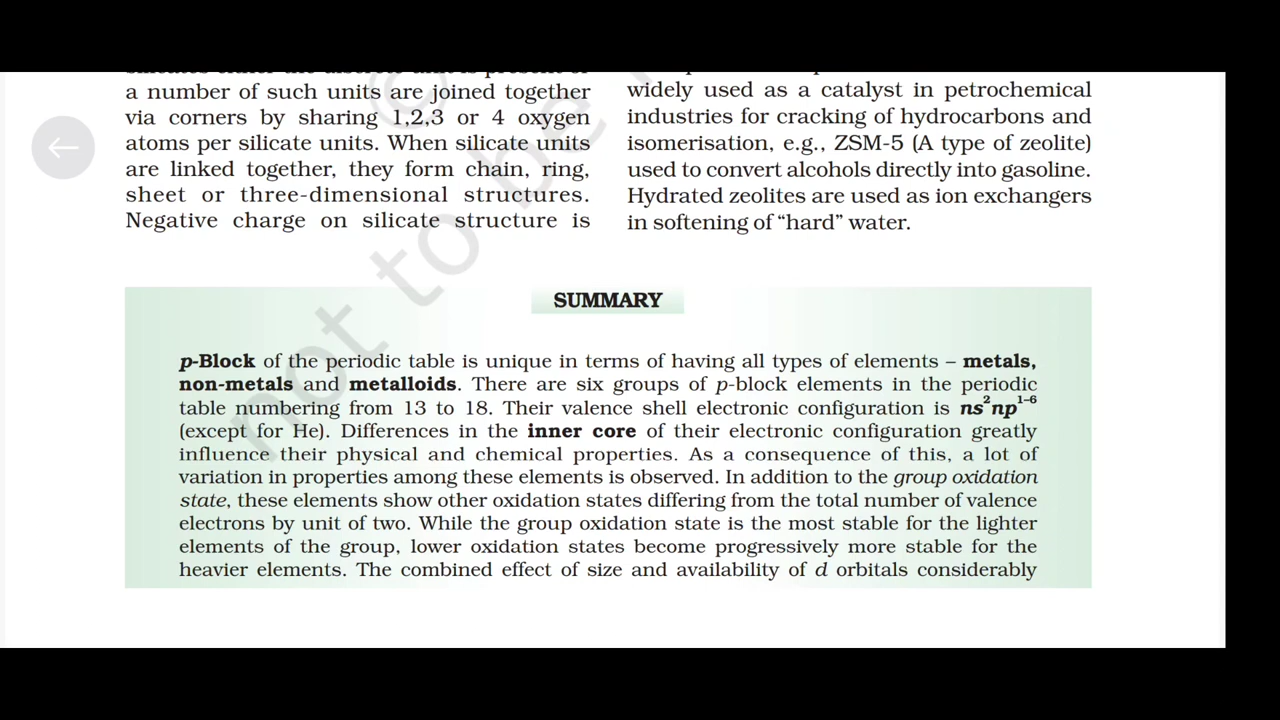 a number of such units are joined together
via corners by sharing 1,2,3 or 4 oxygen
atoms per silicate units. When silicate units
are linked together, they form chain, ring,
sheet or three-dimensional structures.
Negative charge on silicate structure is
widely used as a catalyst in petrochemical
industries for cracking of hydrocarbons and
isomerisation, e.g., ZSM-5 (A type of zeolite)
used to convert alcohols directly into gasoline.
Hydrated zeolites are used as ion exchangers
in softening of “hard” water.
not to be
SUMMARY
p-Block of the periodic table is unique in terms of having all types of elements – metals,
non-metals and metalloids. There are six groups of p-block elements in the periodic
table numbering from 13 to 18. Their valence shell electronic configuration is ns²np¹⁻⁶
(except for He). Differences in the inner core of their electronic configuration greatly
influence their physical and chemical properties. As a consequence of this, a lot of
variation in properties among these elements is observed. In addition to the group oxidation
state, these elements show other oxidation states differing from the total number of valence
electrons by unit of two. While the group oxidation state is the most stable for the lighter
elements of the group, lower oxidation states become progressively more stable for the
heavier elements. The combined effect of size and availability of d orbitals considerably